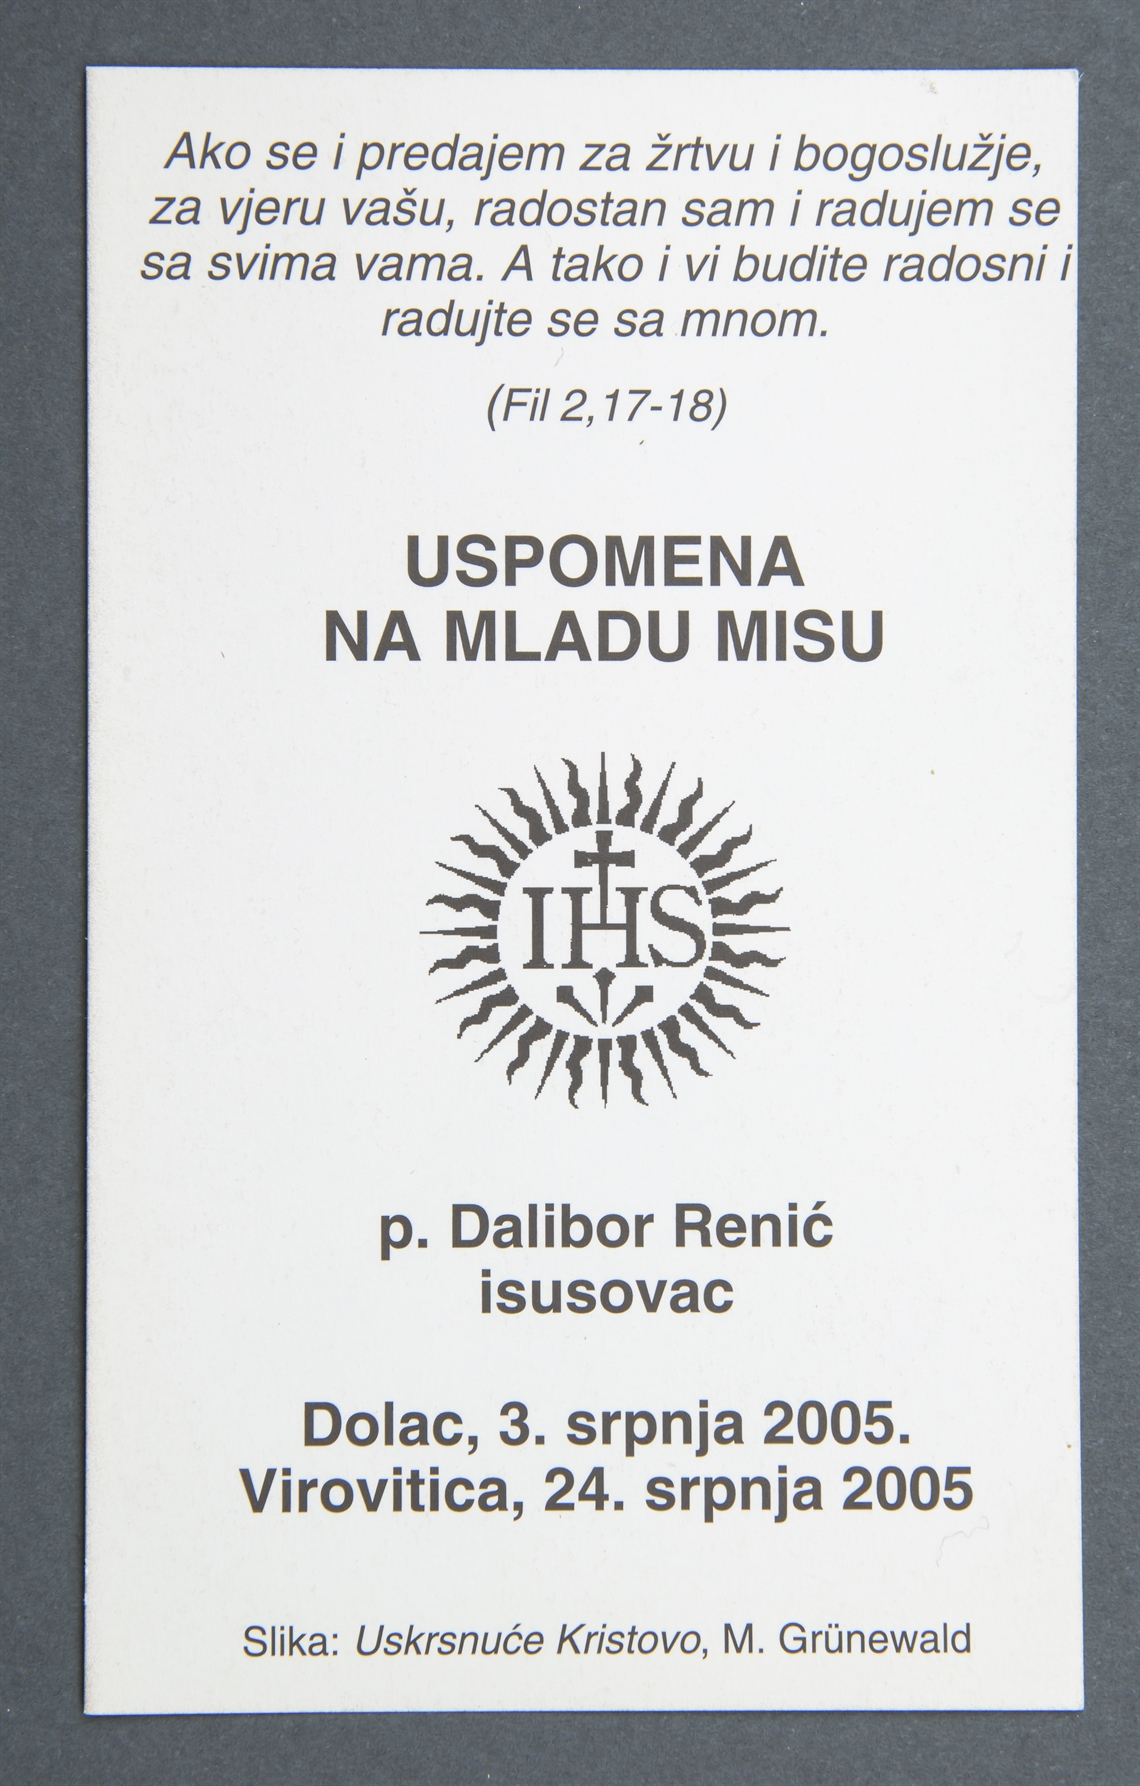 Ako se i predajem za žrtvu i bogoslužje,
za vjeru vašu, radostan sam i radujem se
sa svima vama. A tako i vi budite radosni i
radujte se sa mnom.
(Fil 2,17-18)
USPOMENA
NA MLADU MISU
IHS
p. Dalibor Renić
isusovac
Dolac, 3. srpnja 2005.
Virovitica, 24. srpnja 2005
Slika: Uskrsnuće Kristovo, M. Grünewald